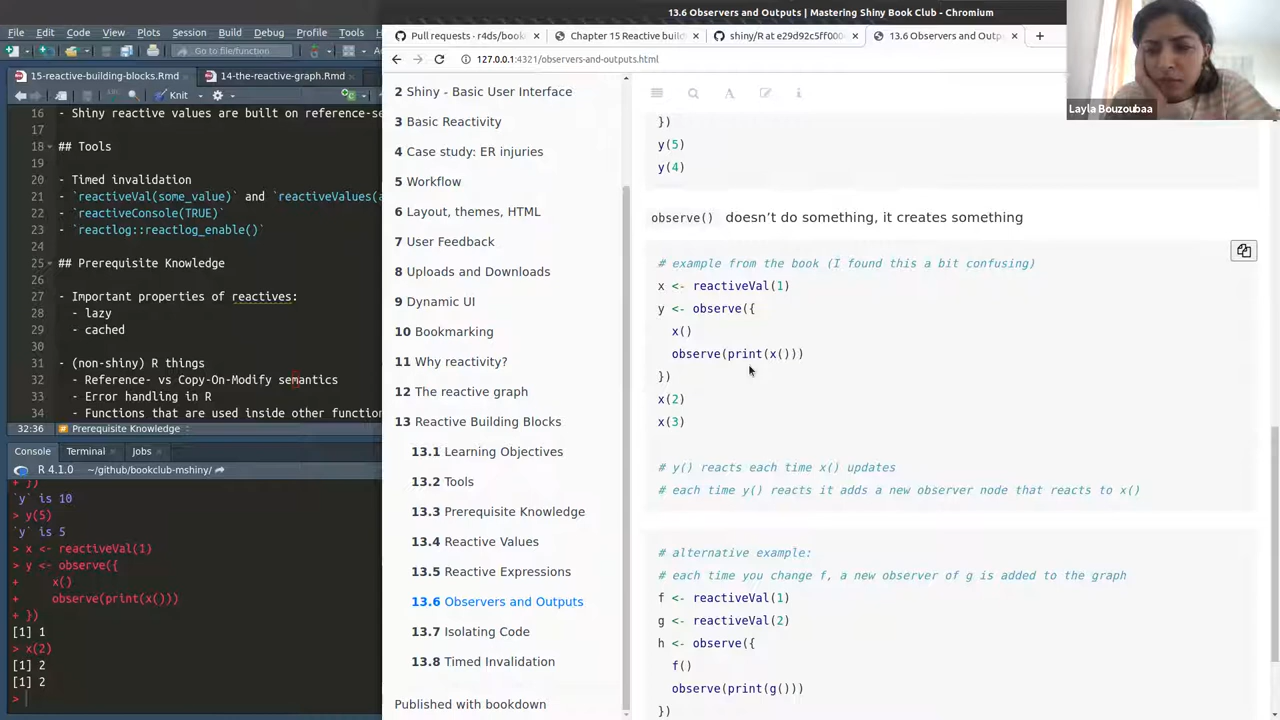 13.6 Observers and Outputs | Mastering Shiny Book Club - Chromium
File Edit Code View Plots Session Build Debug Profile Tools
Go to file/function
15-reactive-building-blocks.Rmd
14-the-reactive-graph.Rmd
Knit
16 - Shiny reactive values are built on reference-se
17
18 ## Tools
19
20 - Timed invalidation
21 - `reactiveVal(some_value)` and `reactiveValues(a
22 - `reactiveConsole(TRUE)`
23 - `reactlog::reactlog_enable()`
24
25 ## Prerequisite Knowledge
26
27 - Important properties of reactives:
28 - lazy
29 - cached
30
31 - (non-shiny) R things
32 - Reference- vs Copy-On-Modify semantics
33 - Error handling in R
34 - Functions that are used inside other function
32:36 Prerequisite Knowledge
Console Terminal Jobs
R 4.1.0 ~/github/bookclub-mshiny/
+ })
`y` is 10
> y(5)
`y` is 5
> x <- reactiveVal(1)
> y <- observe({
+ x()
+ observe(print(x()))
+ })
[1] 1
> x(2)
[1] 2
[1] 2
>
Pull requests · r4ds/book
Chapter 15 Reactive build
shiny/R at e29d92c5ff000
13.6 Observers and Outp
127.0.0.1:4321/observers-and-outputs.html
2 Shiny - Basic User Interface
3 Basic Reactivity
4 Case study: ER injuries
5 Workflow
6 Layout, themes, HTML
7 User Feedback
8 Uploads and Downloads
9 Dynamic UI
10 Bookmarking
11 Why reactivity?
12 The reactive graph
13 Reactive Building Blocks
13.1 Learning Objectives
13.2 Tools
13.3 Prerequisite Knowledge
13.4 Reactive Values
13.5 Reactive Expressions
13.6 Observers and Outputs
13.7 Isolating Code
13.8 Timed Invalidation
Published with bookdown
})
y(5)
y(4)
observe() doesn’t do something, it creates something
# example from the book (I found this a bit confusing)
x <- reactiveVal(1)
y <- observe({
x()
observe(print(x()))
})
x(2)
x(3)
# y() reacts each time x() updates
# each time y() reacts it adds a new observer node that reacts to x()
# alternative example:
# each time you change f, a new observer of g is added to the graph
f <- reactiveVal(1)
g <- reactiveVal(2)
h <- observe({
f()
observe(print(g()))
})
Layla Bouzoubaa